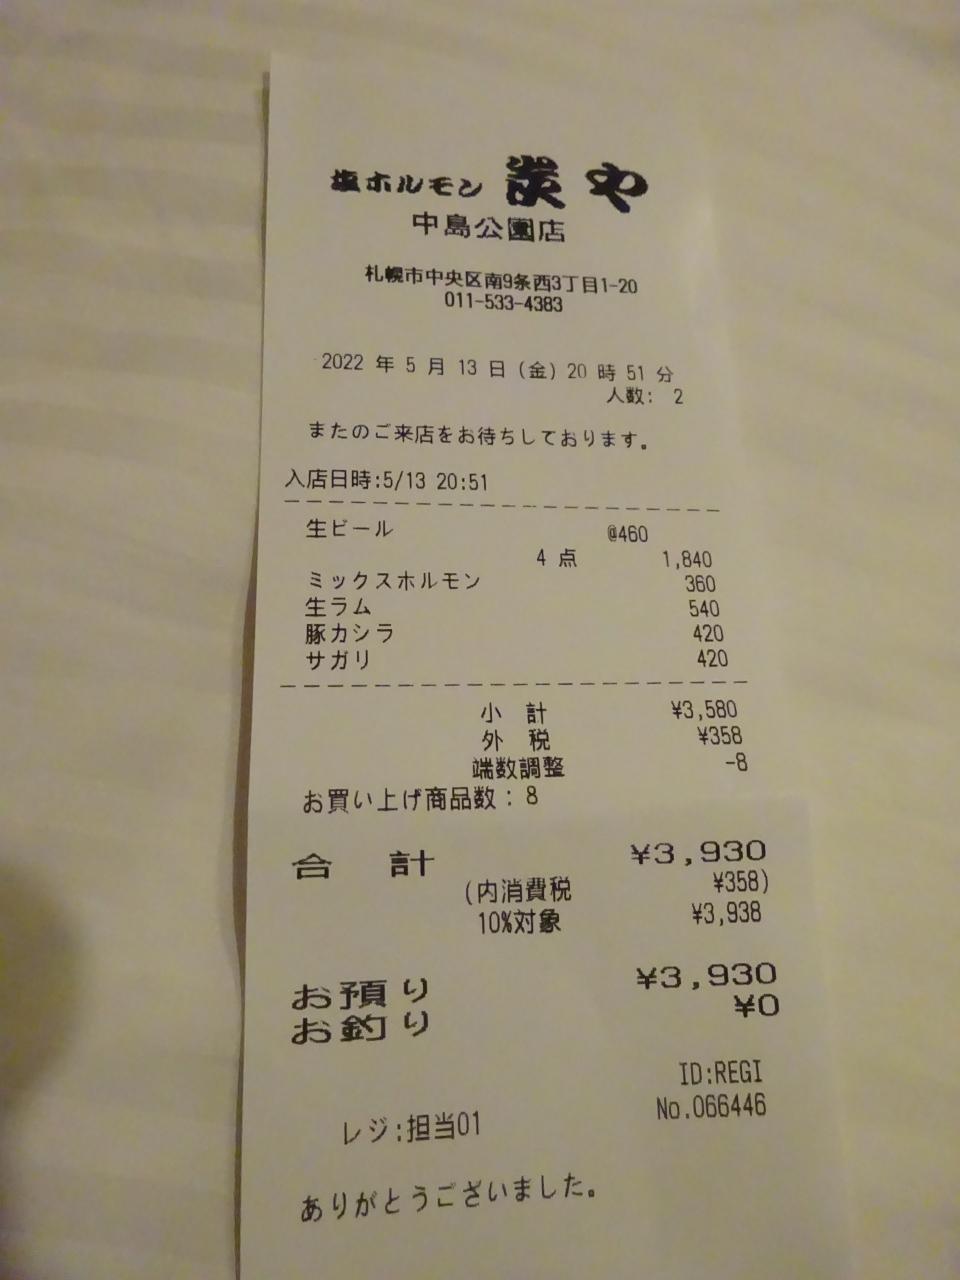 塩ホルモン 炭や
中島公園店
札幌市中央区南9条西3丁目1-20
011-533-4383
2022 年 5 月 13 日 (金) 20 時 51 分
人数: 2
またのご来店をお待ちしております。
入店日時:5/13 20:51
生ビール @460
4 点 1,840
ミックスホルモン 360
生ラム 540
豚カシラ 420
サガリ 420
小 計 ¥3,580
外 税 ¥358
端数調整 -8
お買い上げ商品数: 8
合 計 ¥3,930
(内消費税 ¥358)
10%対象 ¥3,938
お預り ¥3,930
お釣り ¥0
ID:REGI
No.066446
レジ:担当01
ありがとうございました。